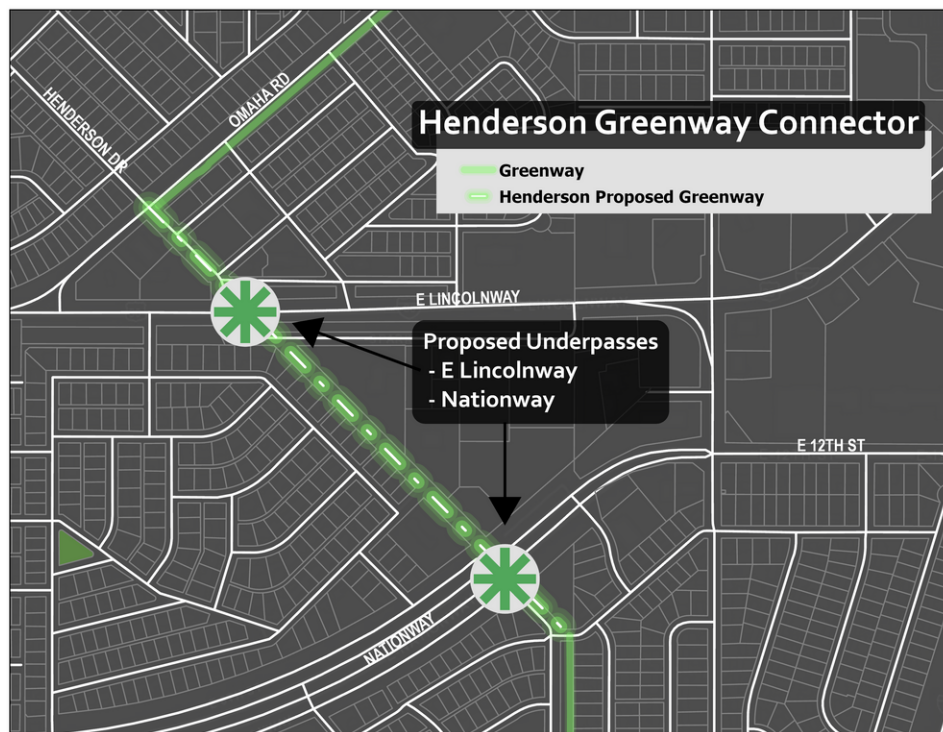 HENDERSON DR
OMAHA RD
Henderson Greenway Connector
Greenway
Henderson Proposed Greenway
E LINCOLNWAY
Proposed Underpasses
- E Lincolnway
- Nationway
E 12TH ST
NATIONWAY